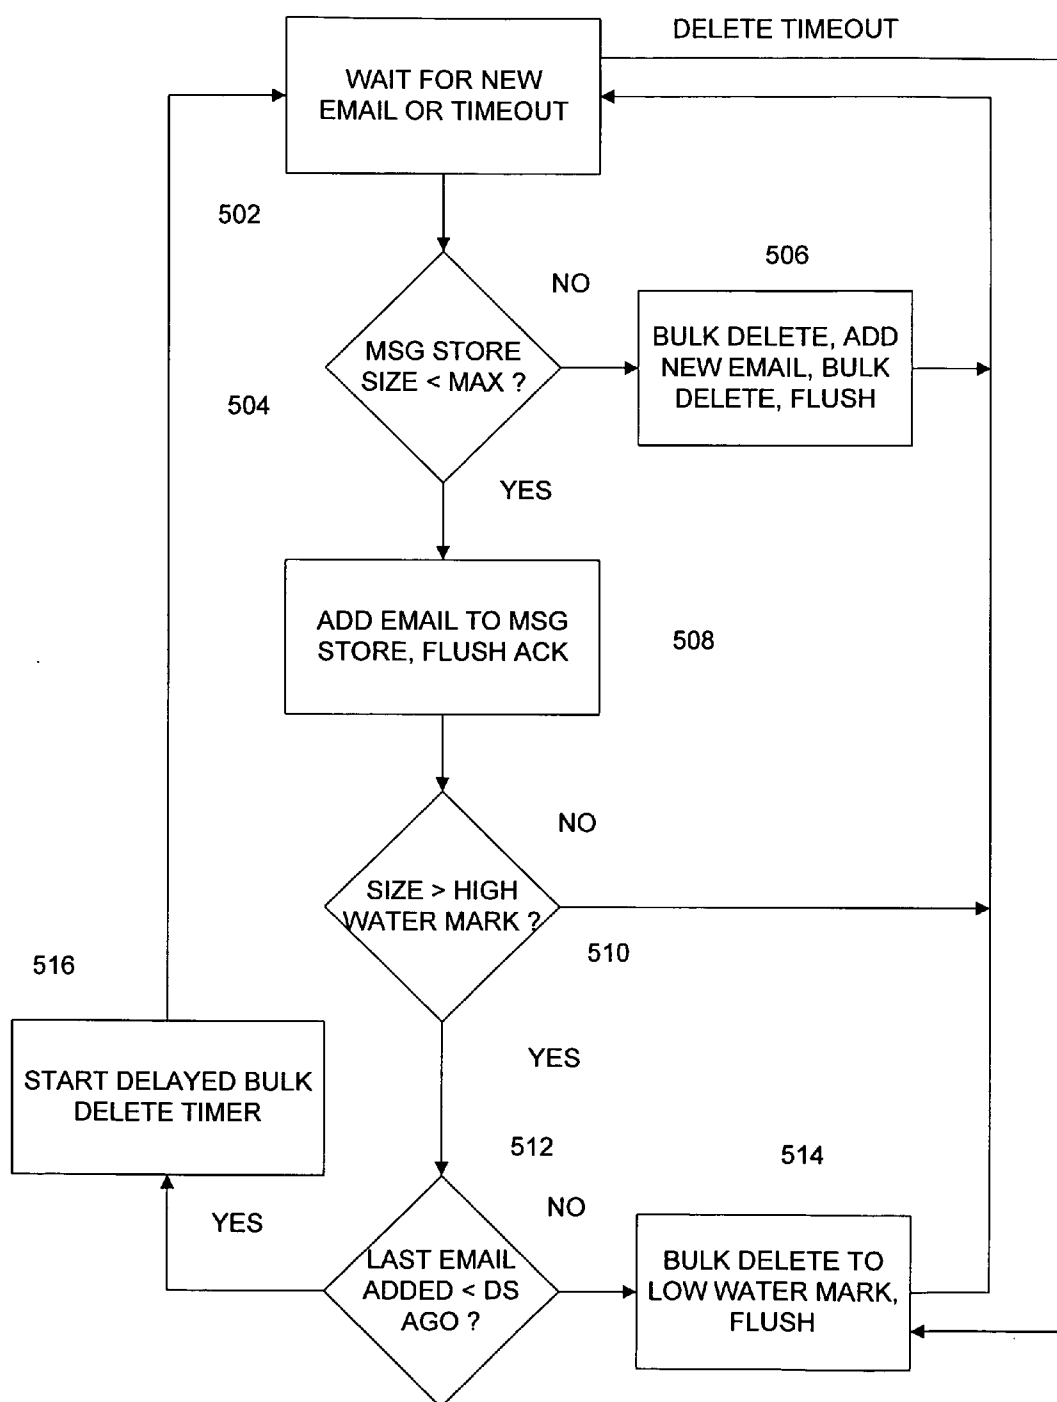 DELETE TIMEOUT
WAIT FOR NEW
EMAIL OR TIMEOUT
502
506
NO
MSG STORE
SIZE < MAX ?
BULK DELETE, ADD
NEW EMAIL, BULK
DELETE, FLUSH
504
YES
ADD EMAIL TO MSG
STORE, FLUSH ACK
508
NO
SIZE > HIGH
WATER MARK ?
510
516
YES
START DELAYED BULK
DELETE TIMER
512
514
YES
NO
LAST EMAIL
ADDED < DS
AGO ?
BULK DELETE TO
LOW WATER MARK,
FLUSH